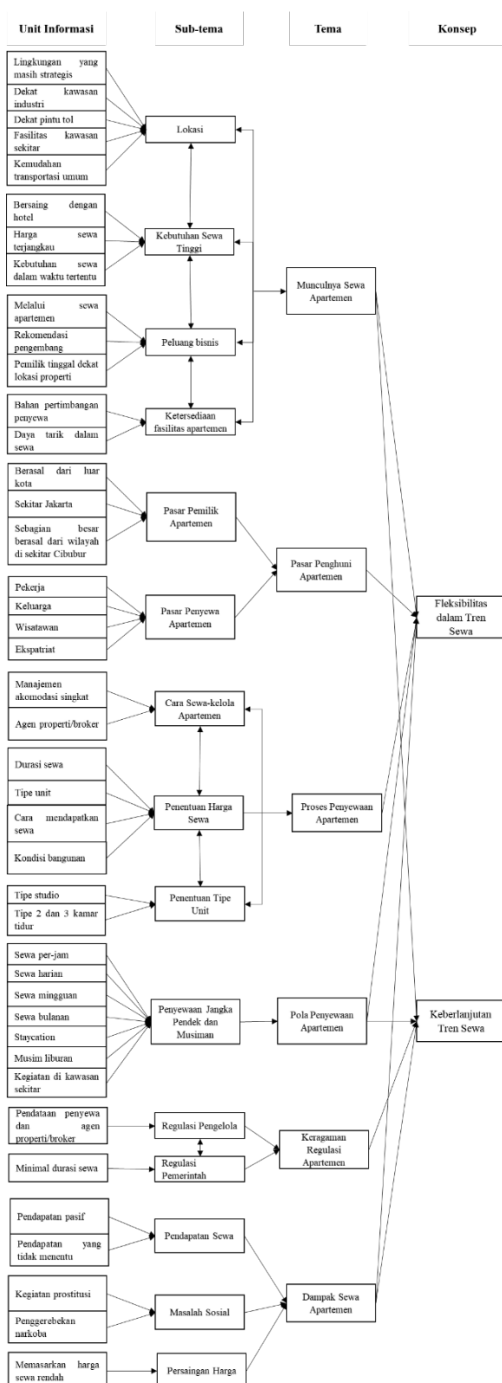 Unit Informasi
Sub-tema
Tema
Konsep
Lingkungan yang
masih strategis
Dekat kawasan
industri
Dekat pintu tol
Fasilitas kawasan
sekitar
Kemudahan
transportasi umum
Lokasi
Bersaing dengan
hotel
Harga sewa
terjangkau
Kebutuhan sewa
dalam waktu tertentu
Kebutuhan Sewa
Tinggi
Melalui sewa
apartemen
Rekomendasi
pengembang
Pemilik tinggal dekat
lokasi properti
Peluang bisnis
Bahan pertimbangan
penyewa
Daya tarik dalam
sewa
Ketersediaan
fasilitas apartemen
Munculnya Sewa
Apartemen
Berasal dari luar
kota
Sekitar Jakarta
Sebagian besar
berasal dari wilayah
di sekitar Cibubur
Pasar Pemilik
Apartemen
Pekerja
Keluarga
Wisatawan
Ekspatriat
Pasar Penyewa
Apartemen
Pasar Penghuni
Apartemen
Fleksibilitas
dalam Tren
Sewa
Manajemen
akomodasi singkat
Agen properti/broker
Cara Sewa-kelola
Apartemen
Durasi sewa
Tipe unit
Cara mendapatkan
sewa
Kondisi bangunan
Penentuan Harga
Sewa
Tipe studio
Tipe 2 dan 3 kamar
tidur
Penentuan Tipe
Unit
Proses Penyewaan
Apartemen
Sewa per-jam
Sewa harian
Sewa mingguan
Sewa bulanan
Staycation
Musim liburan
Kegiatan di kawasan
sekitar
Penyewaan Jangka
Pendek dan
Musiman
Pola Penyewaan
Apartemen
Keberlanjutan
Tren Sewa
Pendataan penyewa
dan agen
properti/broker
Minimal durasi sewa
Regulasi Pengelola
Regulasi
Pemerintah
Keragaman
Regulasi
Apartemen
Pendapatan pasif
Pendapatan yang
tidak menentu
Pendapatan Sewa
Kegiatan prostitusi
Penggerebekan
narkoba
Masalah Sosial
Memasarkan harga
sewa rendah
Persaingan Harga
Dampak Sewa
Apartemen